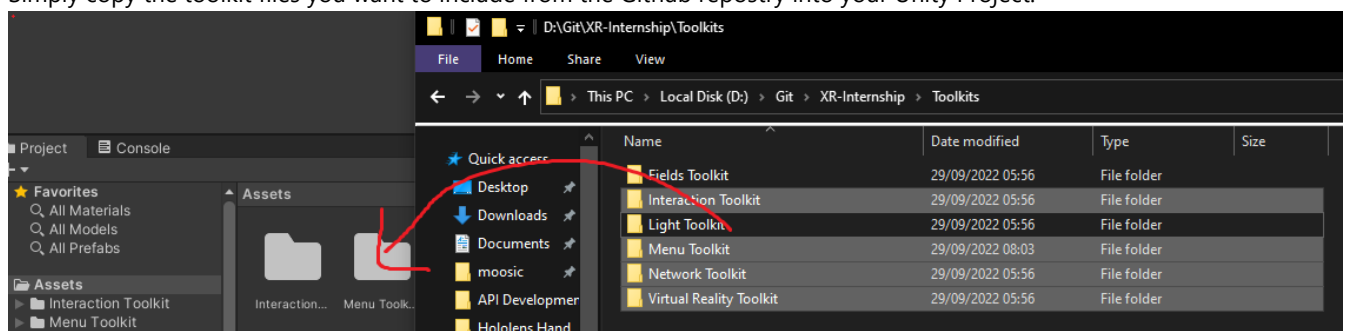 Simply copy the toolkit files you want to include from the Github repostry into your Unity Project.
D:\Git\XR-Internship\Toolkits
File Home Share View
This PC > Local Disk (D:) > Git > XR-Internship > Toolkits
Name Date modified Type Size
Project Console
Quick access
Fields Toolkit 29/09/2022 05:56 File folder
Favorites Assets
Desktop
Interaction Toolkit 29/09/2022 05:56 File folder
All Materials
Downloads
Light Toolkit 29/09/2022 05:56 File folder
All Models
All Prefabs
Documents
Menu Toolkit 29/09/2022 08:03 File folder
moosic
Network Toolkit 29/09/2022 05:56 File folder
Assets
Interaction Toolkit
Interaction... Menu Toolk...
API Developmer
Virtual Reality Toolkit 29/09/2022 05:56 File folder
Menu Toolkit
Hololens Hand